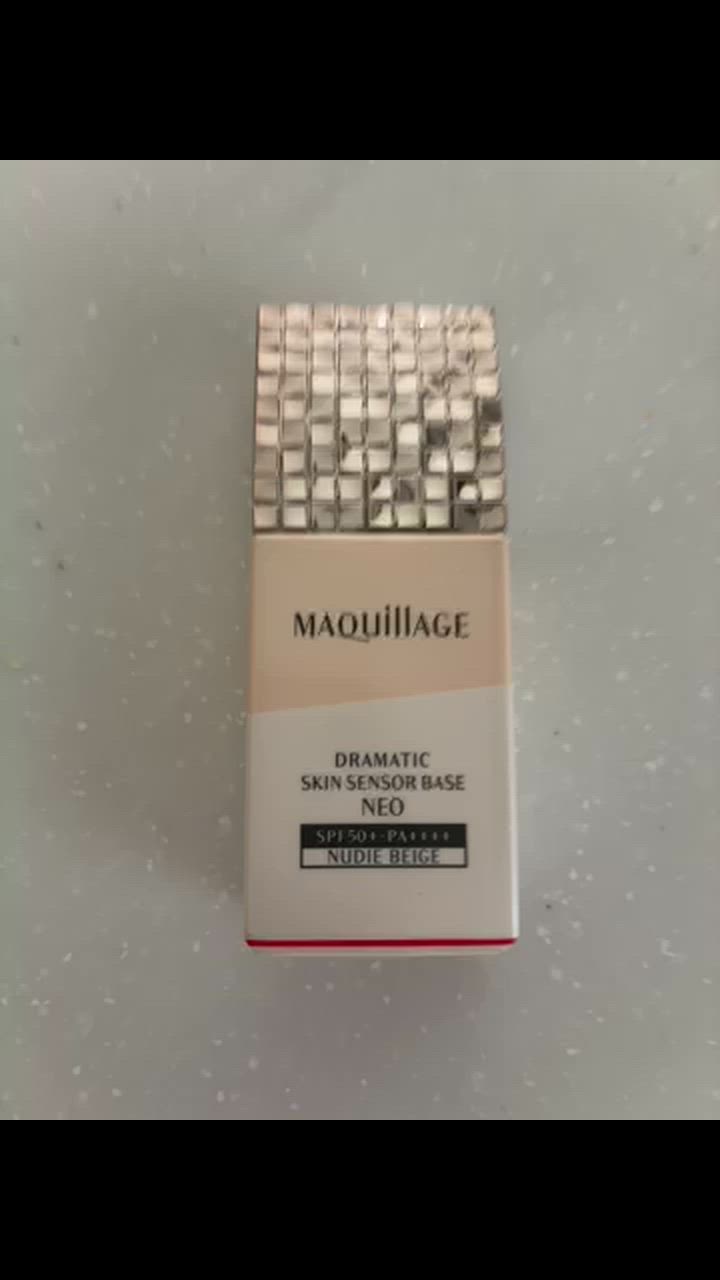 MAQuillAGE
DRAMATIC
SKIN SENSOR BASE
NEO
SPF50+·PA++++
NUDIE BEIGE